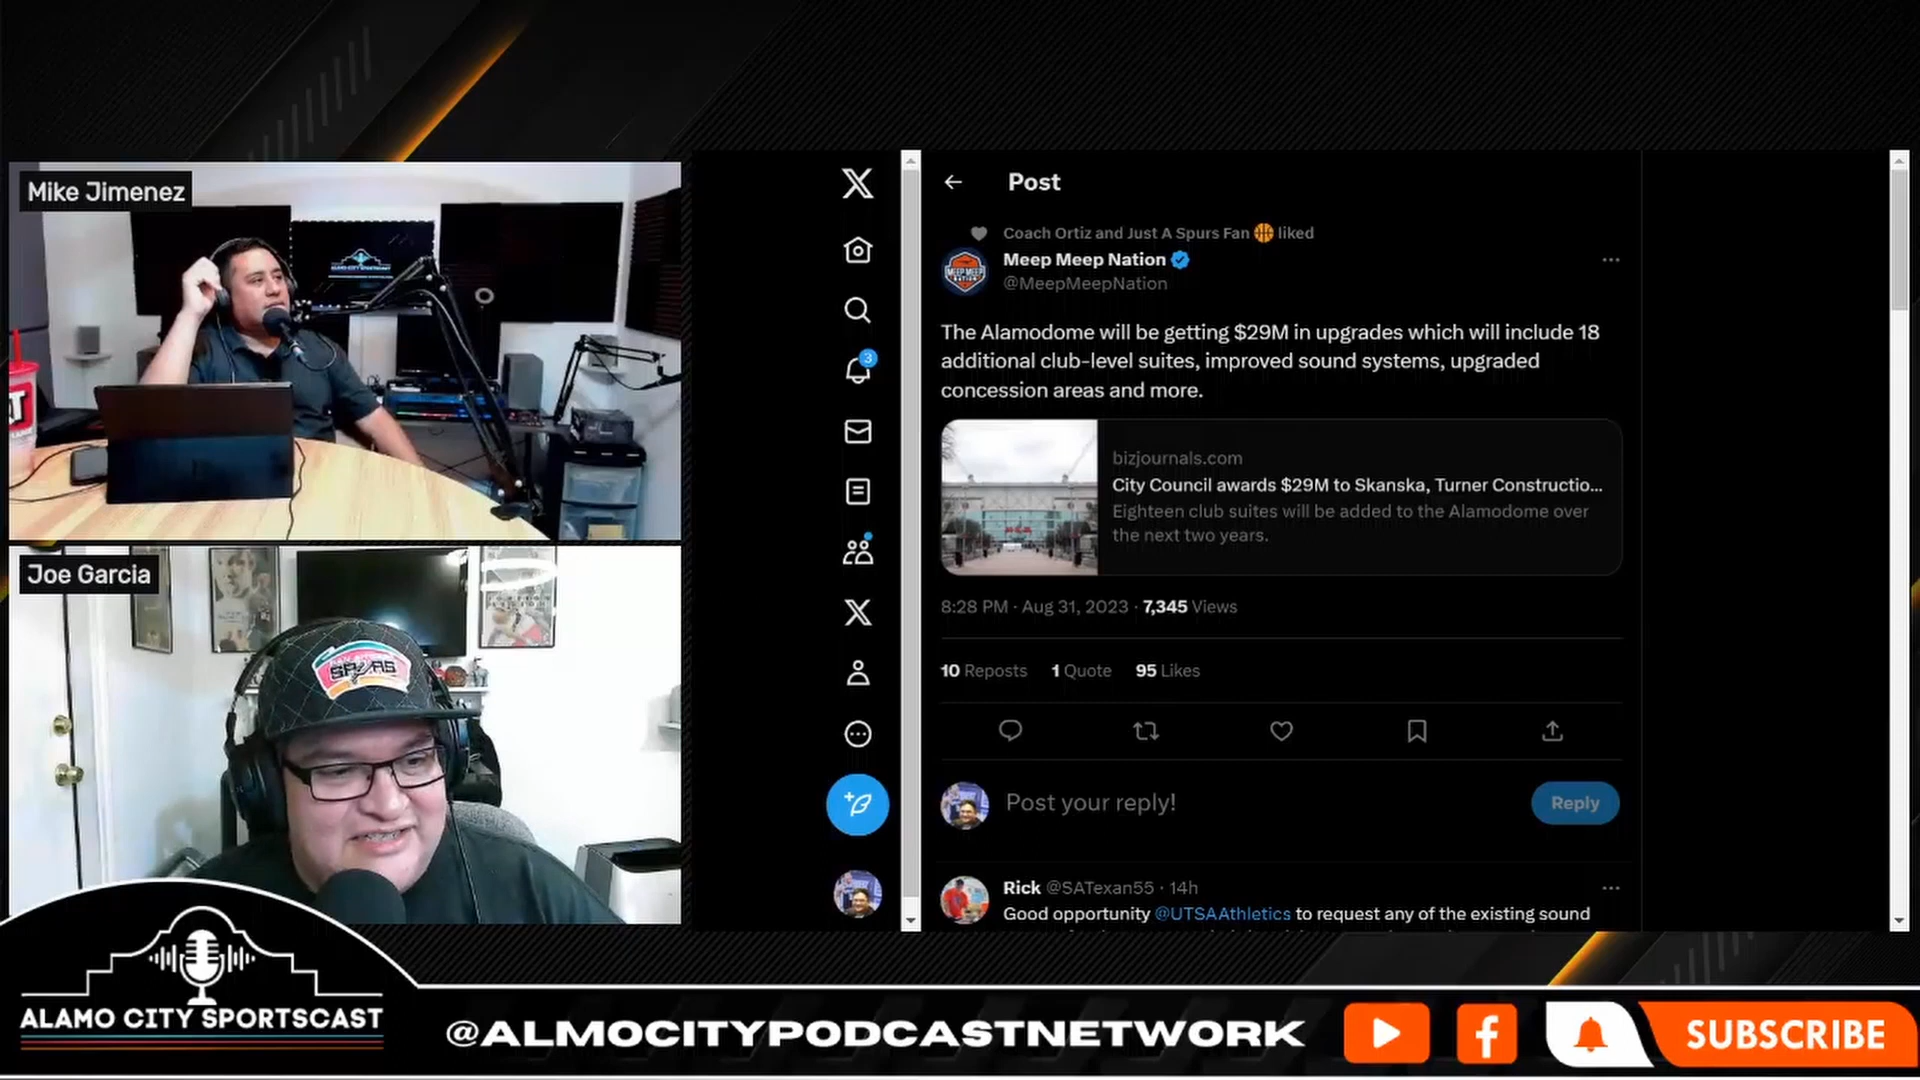 Mike Jimenez
Joe Garcia
SPURS
Post
Coach Ortiz and Just A Spurs Fan 🏀 liked
Meep Meep Nation
@MeepMeepNation
The Alamodome will be getting $29M in upgrades which will include 18
additional club-level suites, improved sound systems, upgraded
concession areas and more.
bizjournals.com
City Council awards $29M to Skanska, Turner Constructio...
Eighteen club suites will be added to the Alamodome over
the next two years.
8:28 PM · Aug 31, 2023 · 7,345 Views
10 Reposts 1 Quote 95 Likes
Post your reply!
Reply
Rick @SATexan55 · 14h
Good opportunity @UTSAAthletics to request any of the existing sound
3
ALAMO CITY SPORTSCAST
@ALMOCITYPODCASTNETWORK
SUBSCRIBE